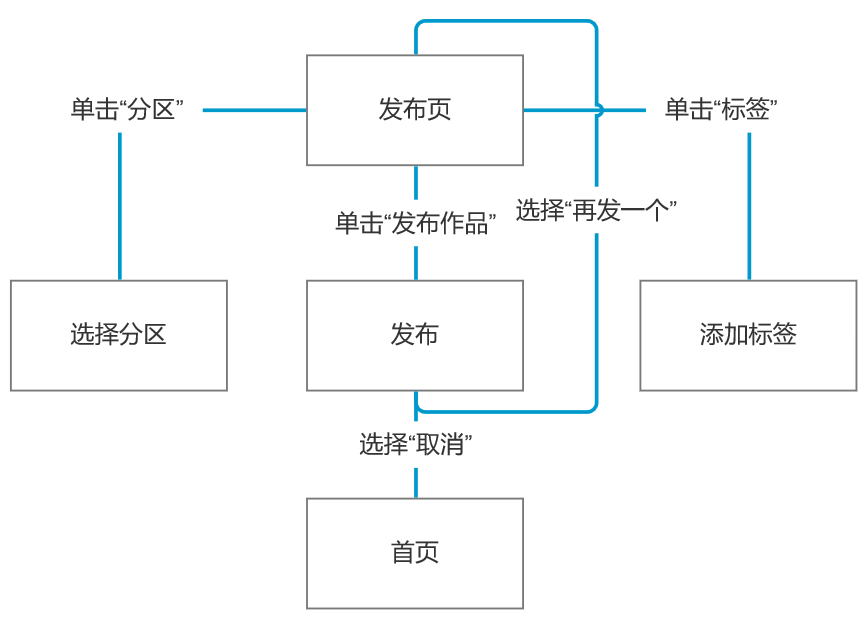 单击“分区”
发布页
单击“标签”
单击“发布作品”
选择“再发一个”
选择分区
发布
添加标签
选择“取消”
首页